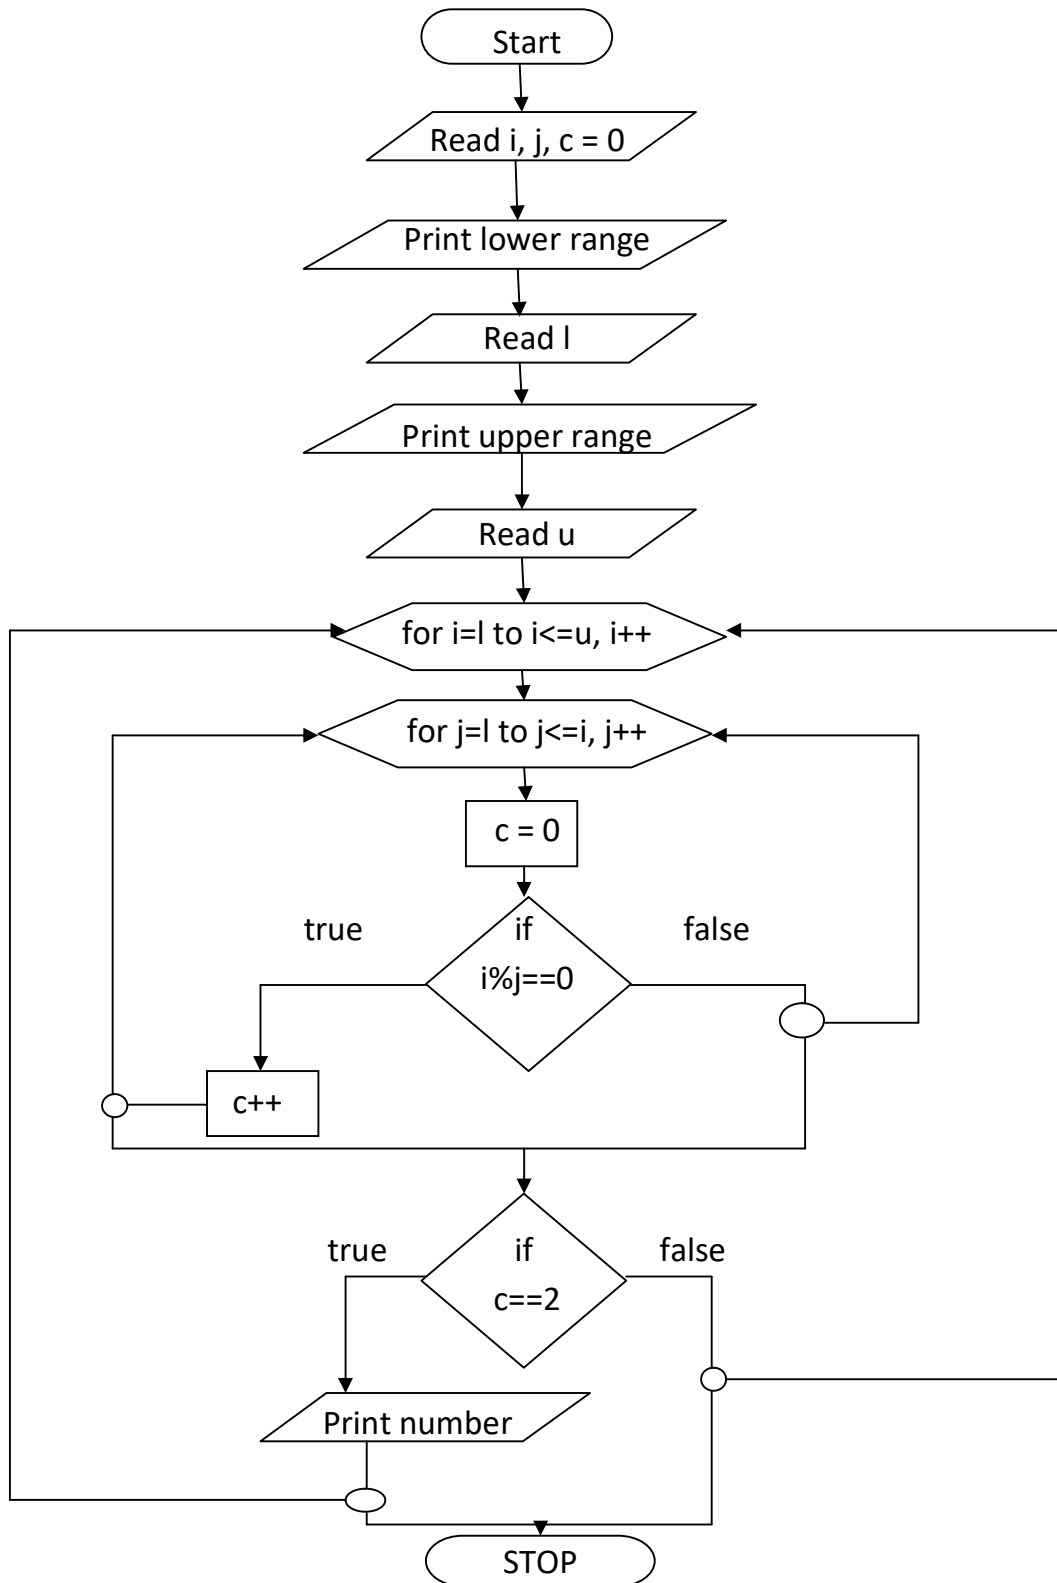 Start
Read i, j, c = 0
Print lower range
Read l
Print upper range
Read u
for i=l to i<=u, i++
for j=l to j<=i, j++
c = 0
true
if
false
i%j==0
c++
true
if
false
c==2
Print number
STOP